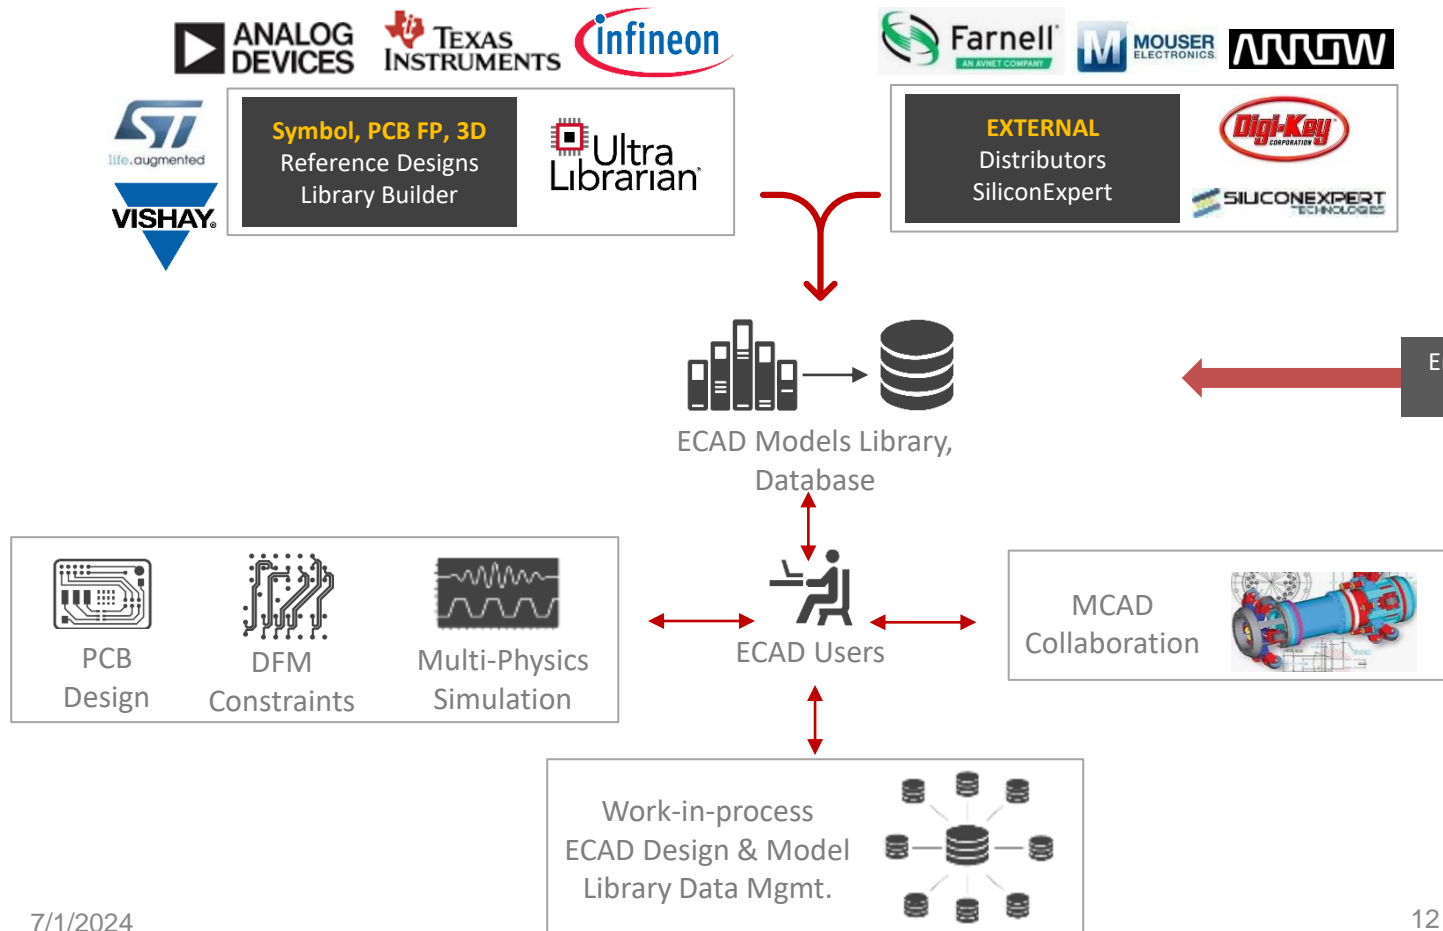 ANALOG
DEVICES
TEXAS
INSTRUMENTS
infineon
Farnell
AN AVNET COMPANY
M MOUSER
ELECTRONICS
ARROW
ST
life.augmented
VISHAY.
Symbol, PCB FP, 3D
Reference Designs
Library Builder
Ultra
Librarian
EXTERNAL
Distributors
SiliconExpert
Digi-Key
CORPORATION
SILICONEXPERT
TECHNOLOGIES
E
ECAD Models Library,
Database
PCB
Design
DFM
Constraints
Multi-Physics
Simulation
ECAD Users
MCAD
Collaboration
Work-in-process
ECAD Design & Model
Library Data Mgmt.
7/1/2024
12